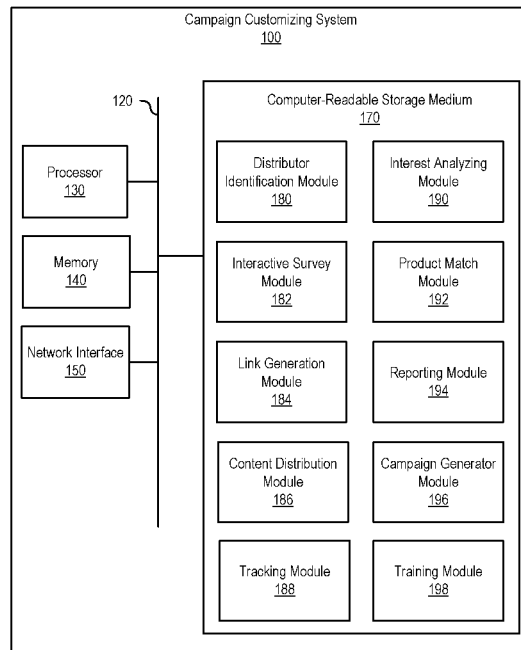 Campaign Customizing System
100
120
Processor
130
Memory
140
Network Interface
150
Computer-Readable Storage Medium
170
Distributor
Identification Module
180
Interest Analyzing
Module
190
Interactive Survey
Module
182
Product Match
Module
192
Link Generation
Module
184
Reporting Module
194
Content Distribution
Module
186
Campaign Generator
Module
196
Tracking Module
188
Training Module
198